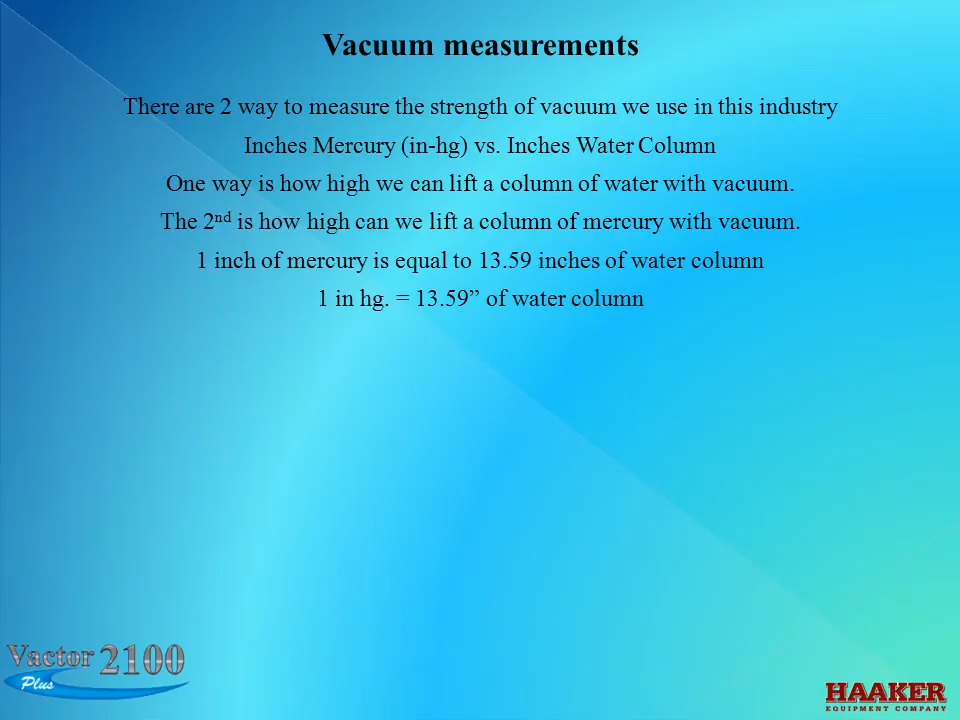 Vacuum measurements
There are 2 way to measure the strength of vacuum we use in this industry
Inches Mercury (in-hg) vs. Inches Water Column
One way is how high we can lift a column of water with vacuum.
The 2nd is how high can we lift a column of mercury with vacuum.
1 inch of mercury is equal to 13.59 inches of water column
1 in hg. = 13.59” of water column
Vactor 2100
Plus
HAAKER
EQUIPMENT COMPANY